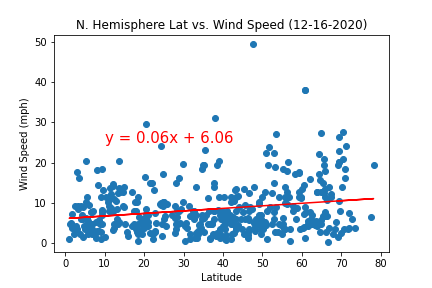 N. Hemisphere Lat vs. Wind Speed (12-16-2020)
50
40
30
20
10
0
Wind Speed (mph)
y = 0.06x + 6.06
0 10 20 30 40 50 60 70 80
Latitude